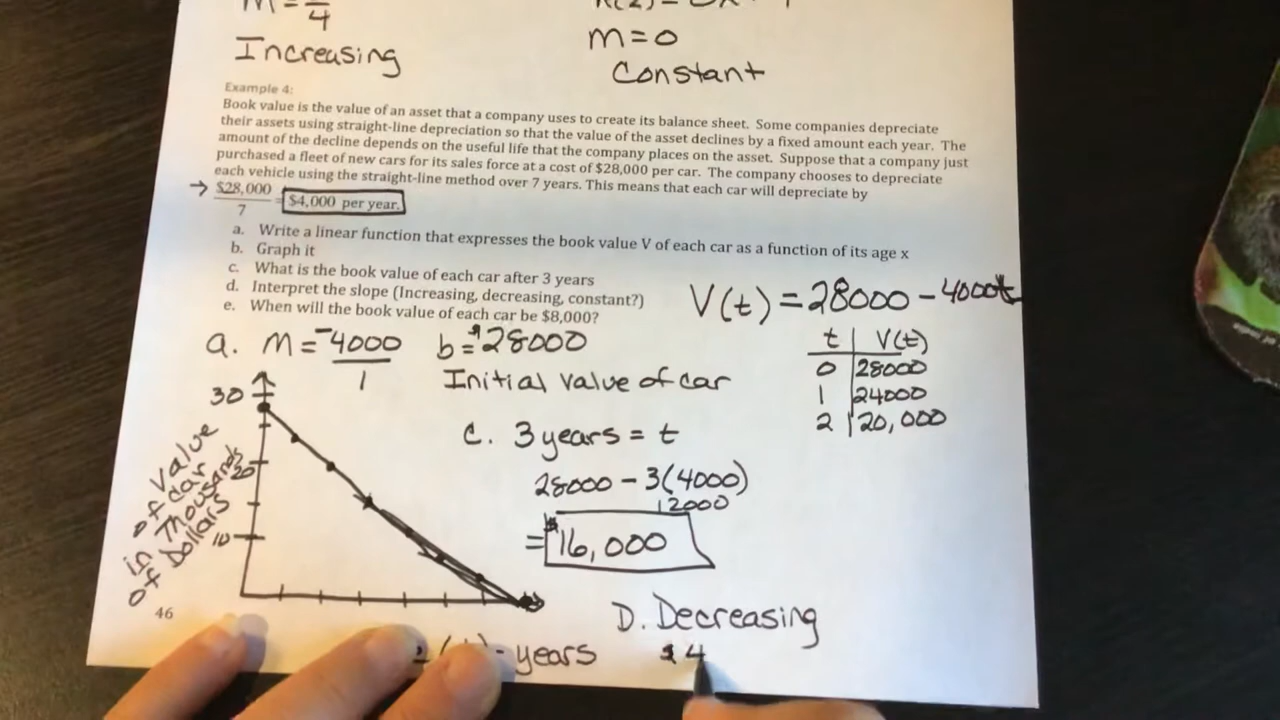 m = /4
m = 0
Increasing
Constant
Example 4:
Book value is the value of an asset that a company uses to create its balance sheet. Some companies depreciate
their assets using straight-line depreciation so that the value of the asset declines by a fixed amount each year. The
amount of the decline depends on the useful life that the company places on the asset. Suppose that a company just
purchased a fleet of new cars for its sales force at a cost of $28,000 per car. The company chooses to depreciate
each vehicle using the straight-line method over 7 years. This means that each car will depreciate by
→ $28,000/7 = $4,000 per year.
a. Write a linear function that expresses the book value V of each car as a function of its age x
b. Graph it
c. What is the book value of each car after 3 years
d. Interpret the slope (Increasing, decreasing, constant?)
e. When will the book value of each car be $8,000?
V(t) = 28000 - 4000t
a. m = -4000/1 b = $28000
Initial value of car
t | V(t)
0 | 28000
1 | 24000
2 | 20,000
30
20
10
Value
of car
in Thousands
of Dollars
C. 3 years = t
28000 - 3(4000)
12000
= $16,000
D. Decreasing
$4
years
46